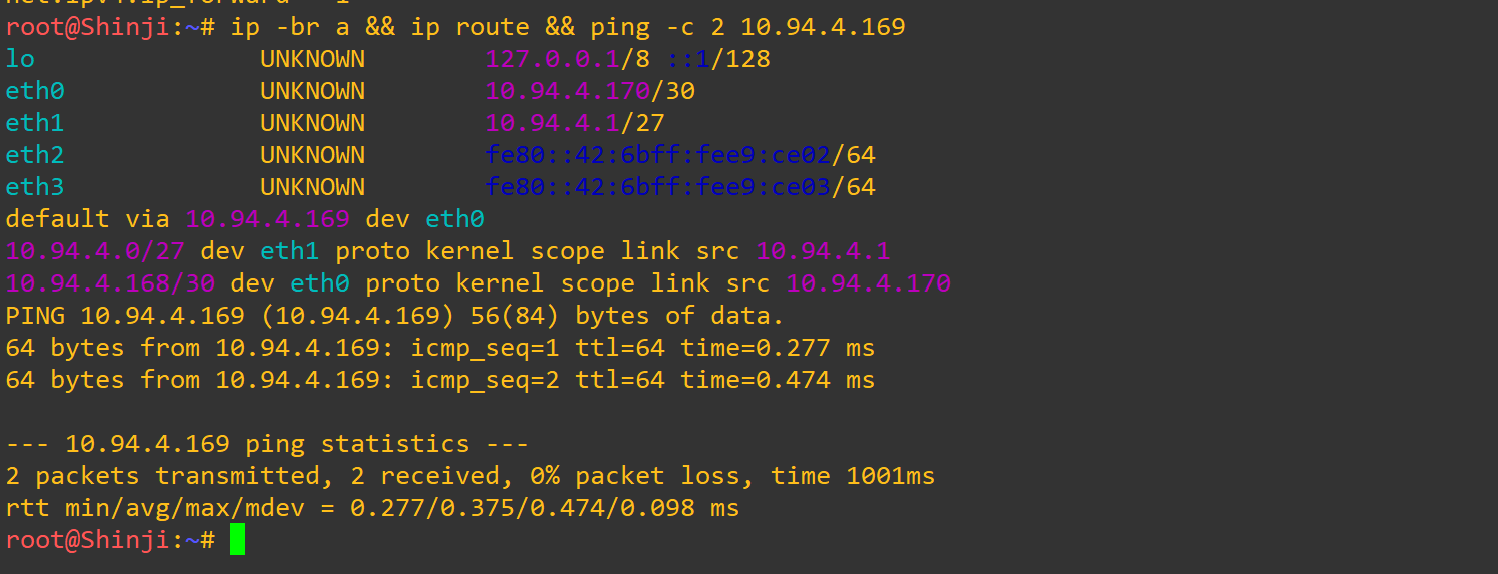 net.ipv4.ip_forward = 1
root@Shinji:~# ip -br a && ip route && ping -c 2 10.94.4.169
lo UNKNOWN 127.0.0.1/8 ::1/128
eth0 UNKNOWN 10.94.4.170/30
eth1 UNKNOWN 10.94.4.1/27
eth2 UNKNOWN fe80::42:6bff:fee9:ce02/64
eth3 UNKNOWN fe80::42:6bff:fee9:ce03/64
default via 10.94.4.169 dev eth0
10.94.4.0/27 dev eth1 proto kernel scope link src 10.94.4.1
10.94.4.168/30 dev eth0 proto kernel scope link src 10.94.4.170
PING 10.94.4.169 (10.94.4.169) 56(84) bytes of data.
64 bytes from 10.94.4.169: icmp_seq=1 ttl=64 time=0.277 ms
64 bytes from 10.94.4.169: icmp_seq=2 ttl=64 time=0.474 ms

--- 10.94.4.169 ping statistics ---
2 packets transmitted, 2 received, 0% packet loss, time 1001ms
rtt min/avg/max/mdev = 0.277/0.375/0.474/0.098 ms
root@Shinji:~#